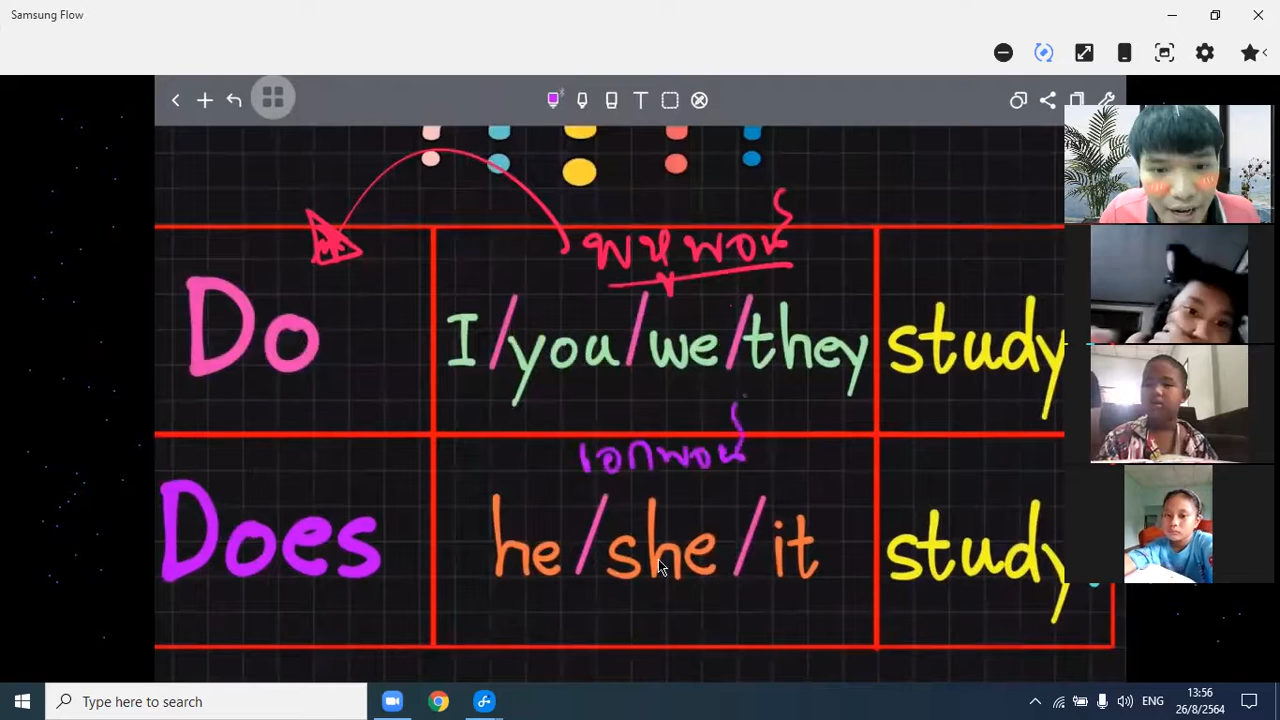 Samsung Flow
พหูพจน์
Do I/you/we/they study
เอกพจน์
Does he/she/it study
Type here to search
ENG
13:56
26/8/2564